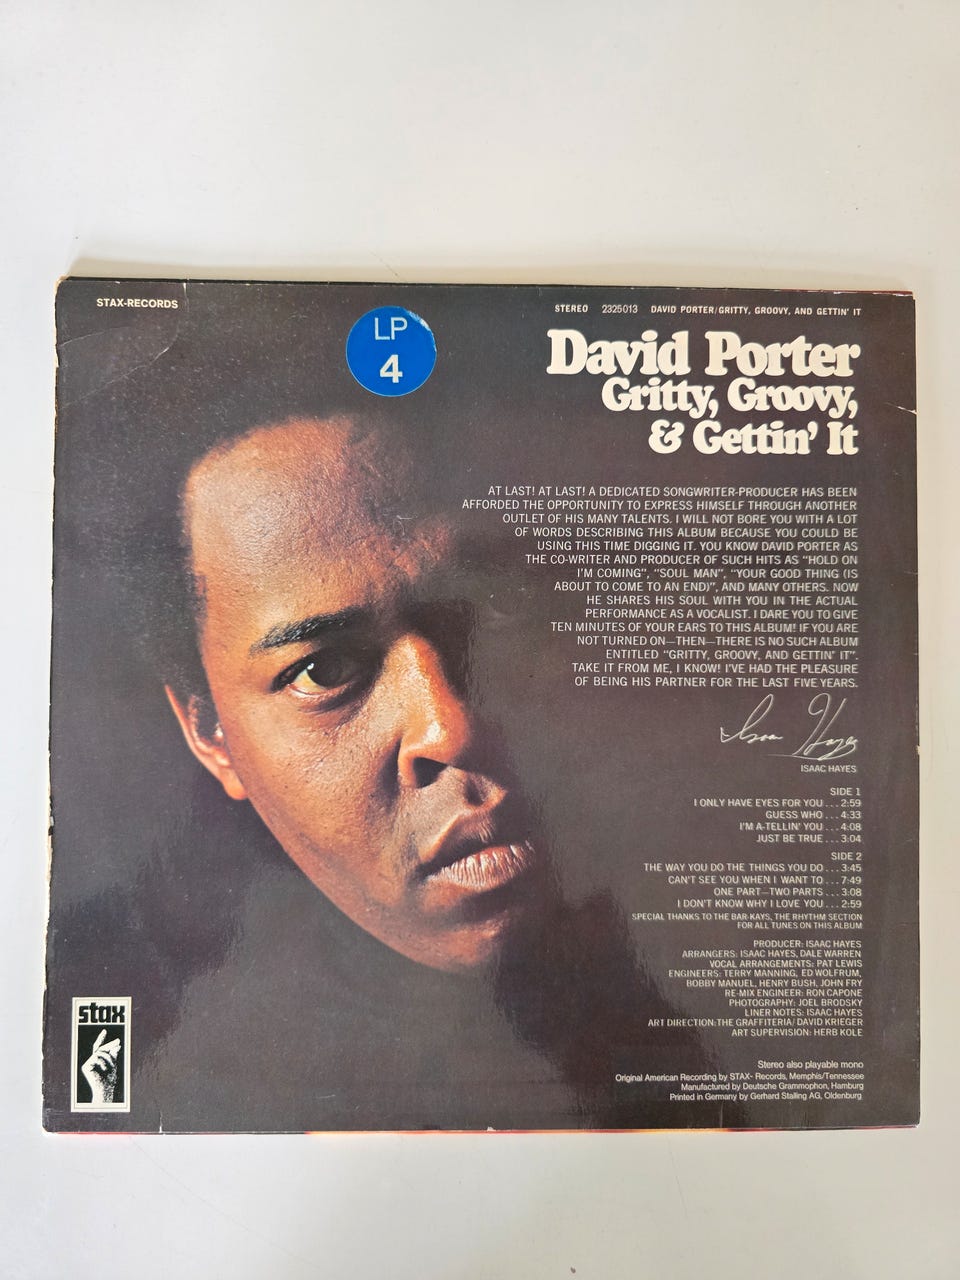 STAX-RECORDS
STEREO 2325013 DAVID PORTER/GRITTY, GROOVY, AND GETTIN' IT
LP
4
David Porter
Gritty, Groovy,
& Gettin' It
AT LAST! AT LAST! A DEDICATED SONGWRITER-PRODUCER HAS BEEN
AFFORDED THE OPPORTUNITY TO EXPRESS HIMSELF THROUGH ANOTHER
OUTLET OF HIS MANY TALENTS. I WILL NOT BORE YOU WITH A LOT
OF WORDS DESCRIBING THIS ALBUM BECAUSE YOU COULD BE
USING THIS TIME DIGGING IT. YOU KNOW DAVID PORTER AS
THE CO-WRITER AND PRODUCER OF SUCH HITS AS "HOLD ON
I'M COMING", "SOUL MAN", "YOUR GOOD THING (IS
ABOUT TO COME TO AN END)", AND MANY OTHERS. NOW
HE SHARES HIS SOUL WITH YOU IN THE ACTUAL
PERFORMANCE AS A VOCALIST. I DARE YOU TO GIVE
TEN MINUTES OF YOUR EARS TO THIS ALBUM! IF YOU ARE
NOT TURNED ON—THEN—THERE IS NO SUCH ALBUM
ENTITLED "GRITTY, GROOVY, AND GETTIN' IT".
TAKE IT FROM ME, I KNOW! I'VE HAD THE PLEASURE
OF BEING HIS PARTNER FOR THE LAST FIVE YEARS.
Isaac Hayes
ISAAC HAYES
SIDE 1
I ONLY HAVE EYES FOR YOU...2:59
GUESS WHO...4:33
I'M A-TELLIN' YOU...4:08
JUST BE TRUE...3:04
SIDE 2
THE WAY YOU DO THE THINGS YOU DO...3:45
CAN'T SEE YOU WHEN I WANT TO...7:49
ONE PART—TWO PARTS...3:08
I DON'T KNOW WHY I LOVE YOU...2:59
SPECIAL THANKS TO THE BAR-KAYS, THE RHYTHM SECTION
FOR ALL TUNES ON THIS ALBUM
PRODUCER: ISAAC HAYES
ARRANGERS: ISAAC HAYES, DALE WARREN
VOCAL ARRANGEMENTS: PAT LEWIS
ENGINEERS: TERRY MANNING, ED WOLFRUM,
BOBBY MANUEL, HENRY BUSH, JOHN FRY
RE-MIX ENGINEER: RON CAPONE
PHOTOGRAPHY: JOEL BRODSKY
LINER NOTES: ISAAC HAYES
ART DIRECTION: THE GRAFFITERIA/ DAVID KRIEGER
ART SUPERVISION: HERB KOLE
stax
Stereo also playable mono
Original American Recording by STAX- Records, Memphis/Tennessee
Manufactured by Deutsche Grammophon, Hamburg
Printed in Germany by Gerhard Stalling AG, Oldenburg